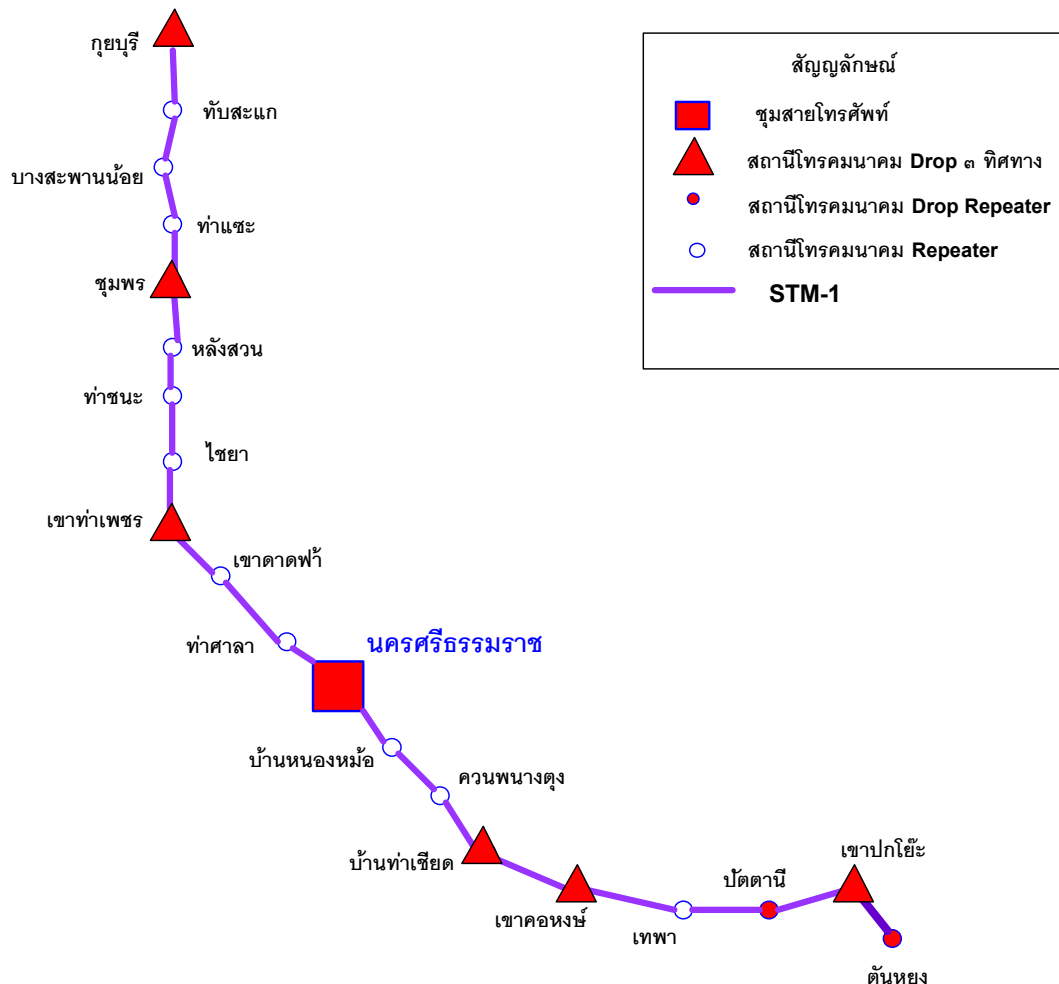 กุยบุรี
ทับสะแก
บางสะพานน้อย
ท่าแซะ
ชุมพร
หลังสวน
ท่าชนะ
ไชยา
เขาท่าเพชร
เขาดาดฟ้า
ท่าศาลา
นครศรีธรรมราช
บ้านหนองหม้อ
ควนพนางตุง
บ้านท่าเชียด
เขาคอหงษ์
เทพา
ปัตตานี
เขาปกโย๊ะ
ตันหยง
สัญญลักษณ์
ชุมสายโทรศัพท์
สถานีโทรคมนาคม Drop ๓ ทิศทาง
สถานีโทรคมนาคม Drop Repeater
สถานีโทรคมนาคม Repeater
STM-1